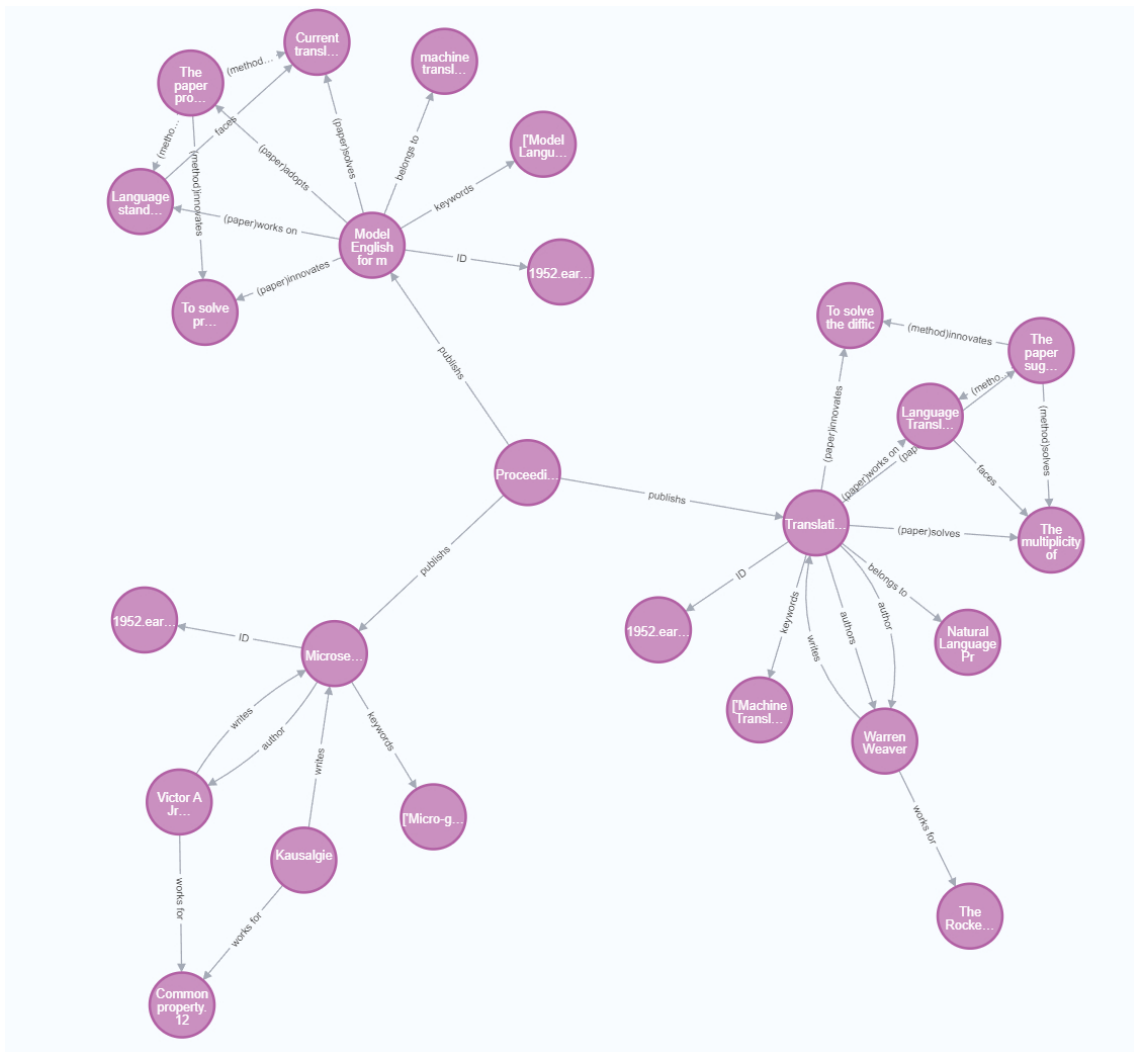 Current
transl...
machine
transl...
The
paper
pro...
(method...
['Model
Langu...
(metho...
faces
(paper)solves
belongs to
(paper)adopts
(method)innovates
keywords
Language
stand...
(paper)works on
Model
English
for m
ID
1952.ear...
(paper)innovates
To solve
pr...
publishs
To solve
the diffic
(method)innovates
The
paper
sug...
(metho...
Language
Transl...
(paper)innovates
(method)solves
(paper)works on
(pap
faces
Proceedi...
publishs
Translati...
(paper)solves
The
multiplicity
of
publishs
ID
belongs to
keywords
authors
author
writes
1952.ear...
Natural
Language
Pr
['Machine
Transl...
Warren
Weaver
works for
The
Rocke...
1952.ear...
ID
Microse...
writes
author
writes
keywords
Victor A
Jr...
['Micro-g...
Kausalgie
works for
works for
Common
property.
12